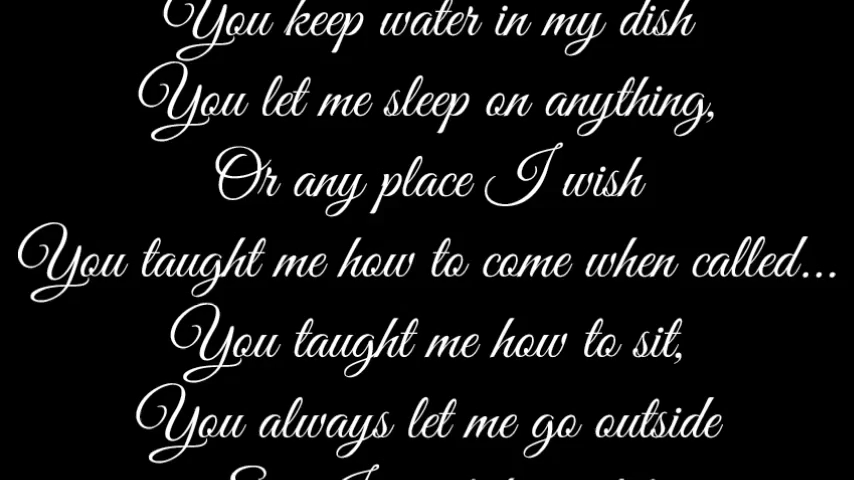 You keep water in my dish
You let me sleep on anything,
Or any place I wish
You taught me how to come when called...
You taught me how to sit,
You always let me go outside